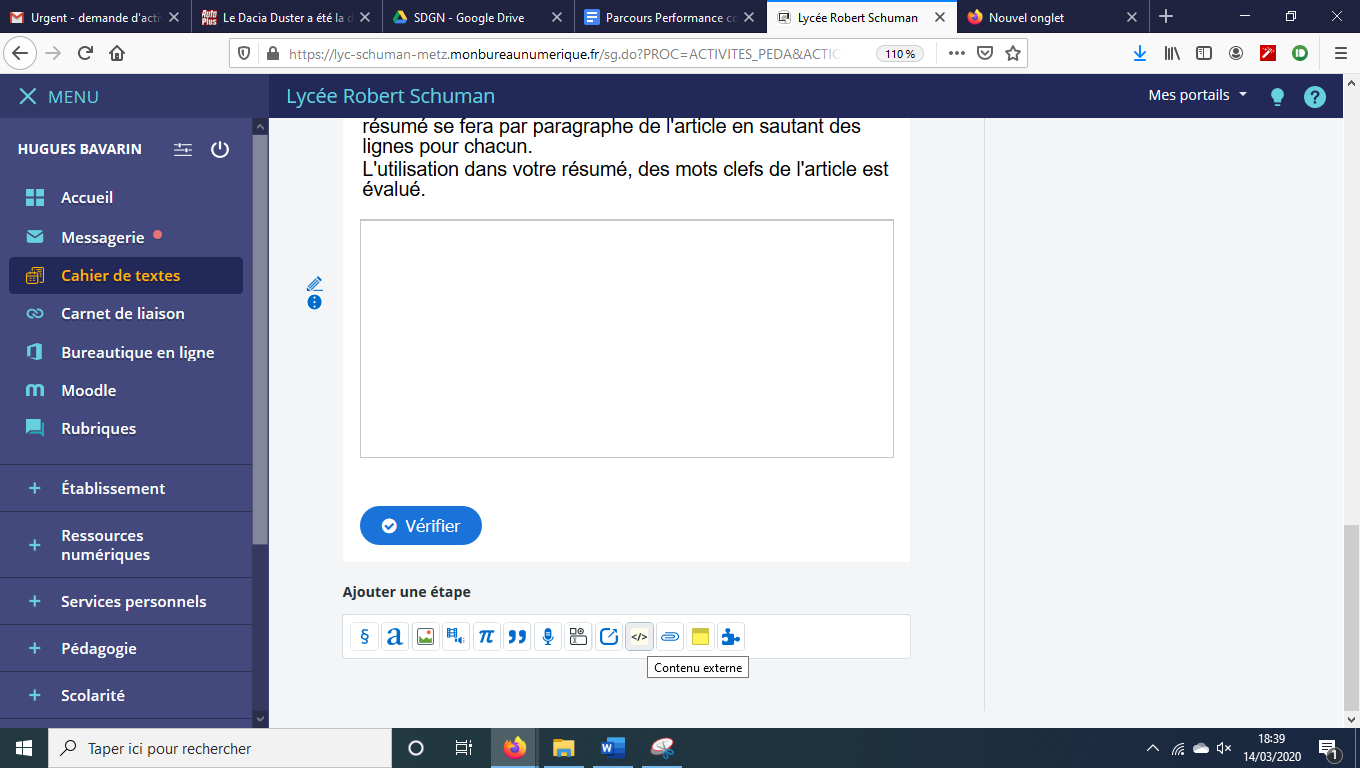 Urgent - demande d'acti
Le Dacia Duster a été la d
SDGN - Google Drive
Parcours Performance co
Lycée Robert Schuman
Nouvel onglet
https://lyc-schuman-metz.monbureaunumerique.fr/sg.do?PROC=ACTIVITES_PEDA&ACTIC
110 %
MENU
Lycée Robert Schuman
Mes portails
?
HUGUES BAVARIN
Accueil
Messagerie
Cahier de textes
Carnet de liaison
Bureautique en ligne
Moodle
Rubriques
Établissement
Ressources
numériques
Services personnels
Pédagogie
Scolarité
résumé se fera par paragraphe de l'article en sautant des
lignes pour chacun.
L'utilisation dans votre résumé, des mots clefs de l'article est
évalué.
Vérifier
Ajouter une étape
Contenu externe
Taper ici pour rechercher
18:39
14/03/2020
1